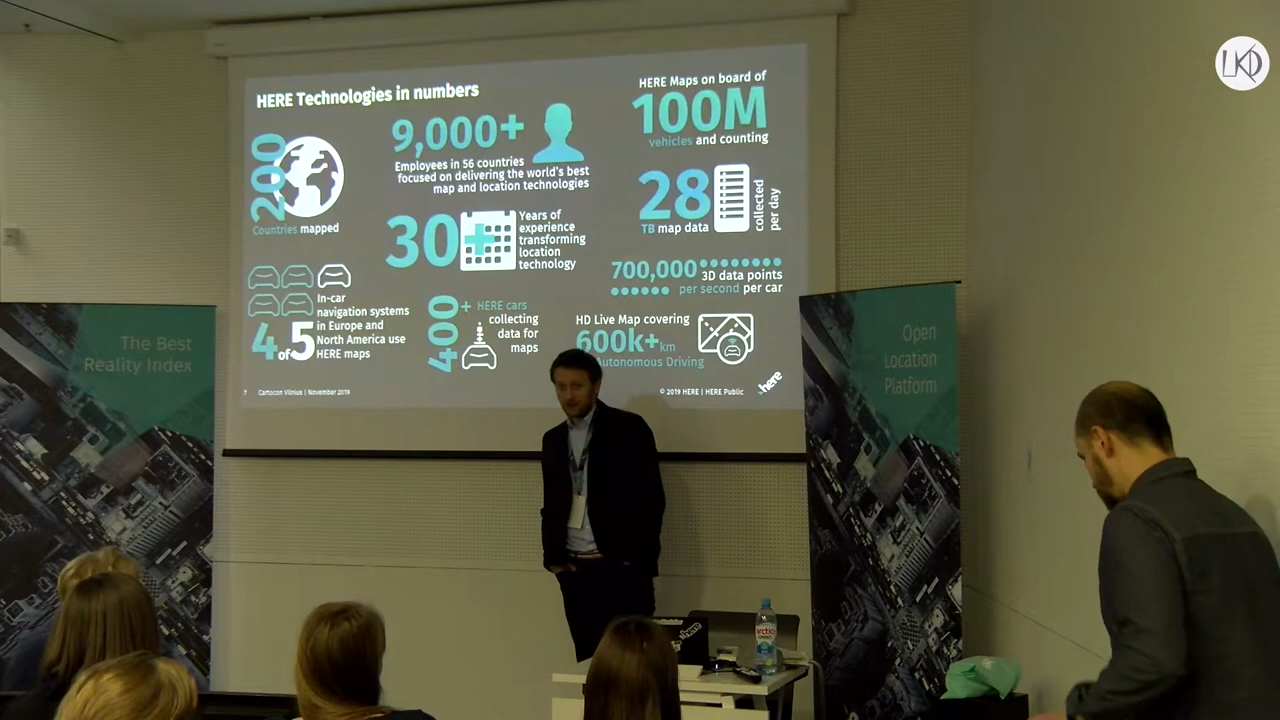 HERE Technologies in numbers
200
Countries mapped
9,000+
Employees in 56 countries
focused on delivering the world's best
map and location technologies
HERE Maps on board of
100M
vehicles and counting
28
TB map data
collected
per day
30
Years of
experience
transforming
location
technology
700,000 3D data points
per second per car
In-car
navigation systems
in Europe and
North America use
HERE maps
4 of 5
400+
HERE cars
collecting
data for
maps
HD Live Map covering
600k+ km
Autonomous Driving
7 Cartocon Vilnius | November 2019
© 2019 HERE | HERE Public
here
The Best
Reality Index
Open
Location
Platform
here
arctic
LKD